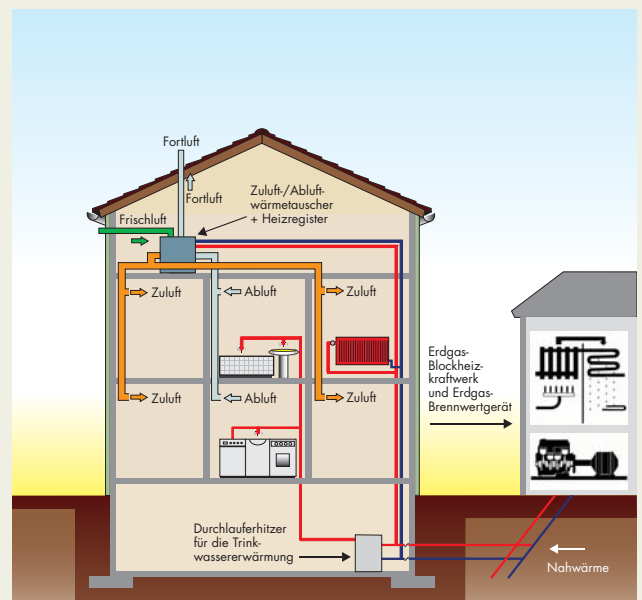 Fortluft
Fortluft
Zuluft-/Abluft-
wärmetauscher
+ Heizregister
Frischluft
Zuluft
Abluft
Zuluft
Erdgas-
Blockheiz-
kraftwerk
und Erdgas-
Brennwertgerät
Zuluft
Abluft
Zuluft
Durchlauferhitzer
für die Trink-
wassererwärmung
Nahwärme